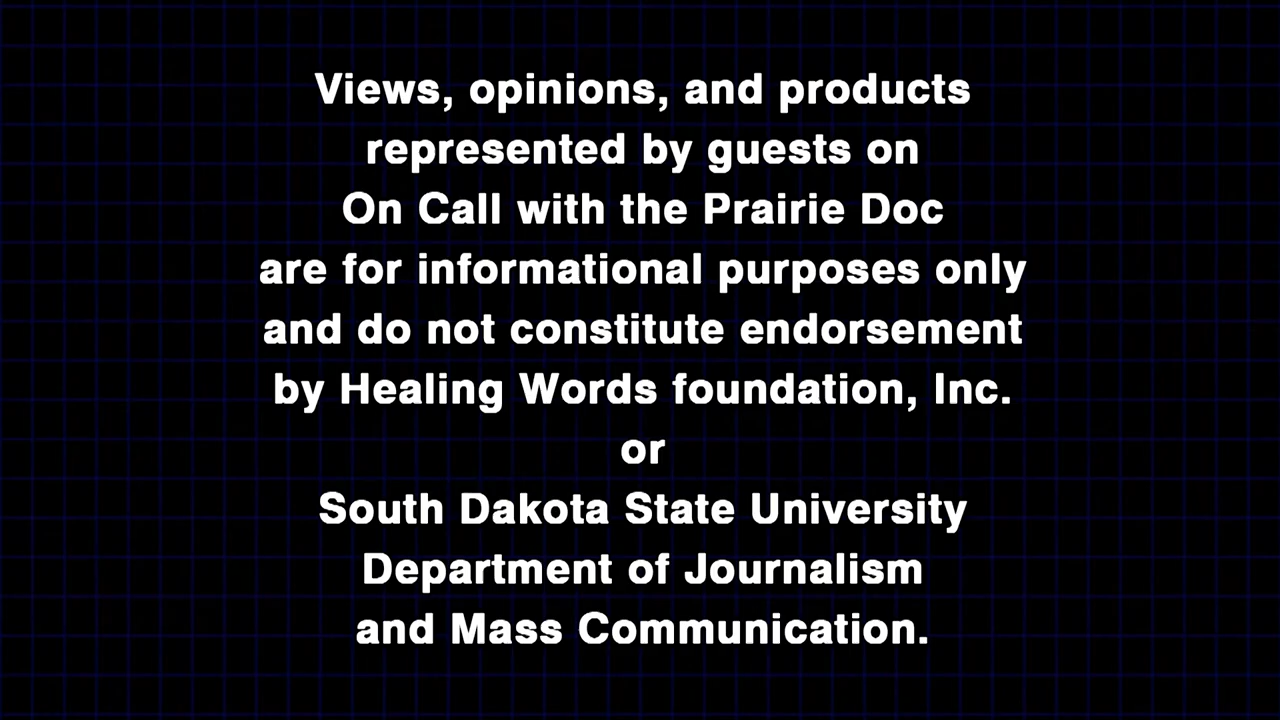 Views, opinions, and products
represented by guests on
On Call with the Prairie Doc
are for informational purposes only
and do not constitute endorsement
by Healing Words foundation, Inc.
or
South Dakota State University
Department of Journalism
and Mass Communication.